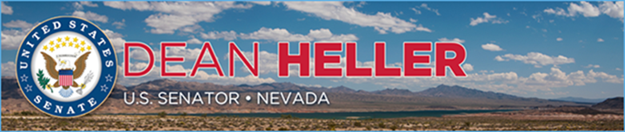 UNITED STATES
SENATE
DEAN HELLER
U.S. SENATOR • NEVADA